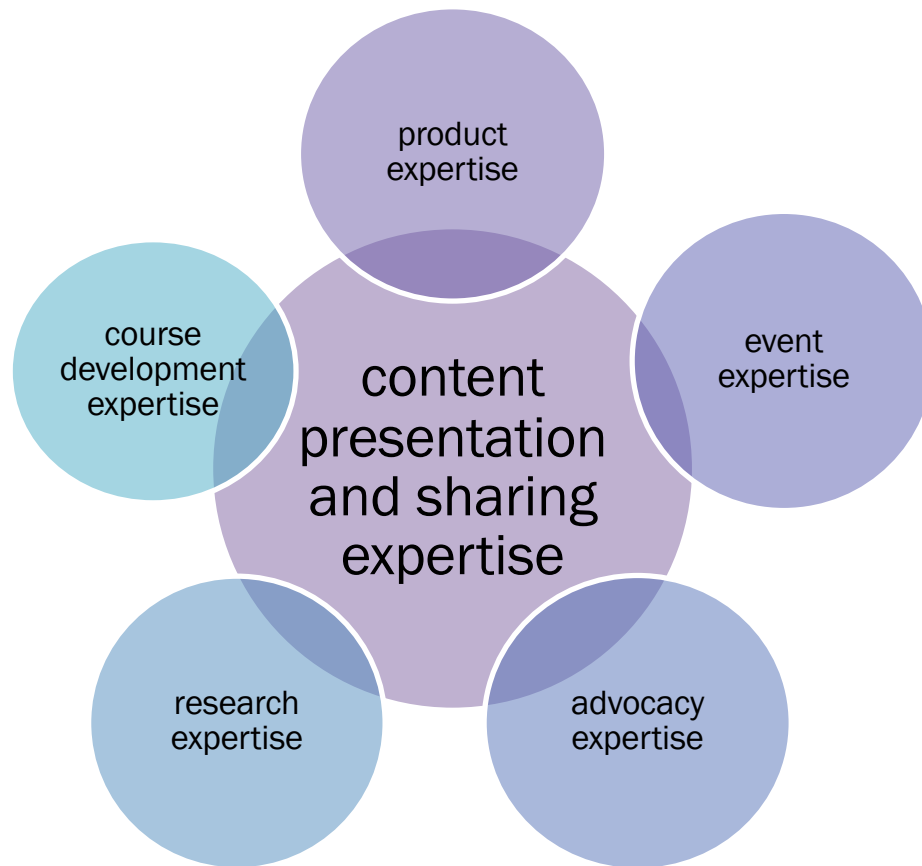 product
expertise
course
development
expertise
event
expertise
content
presentation
and sharing
expertise
research
expertise
advocacy
expertise